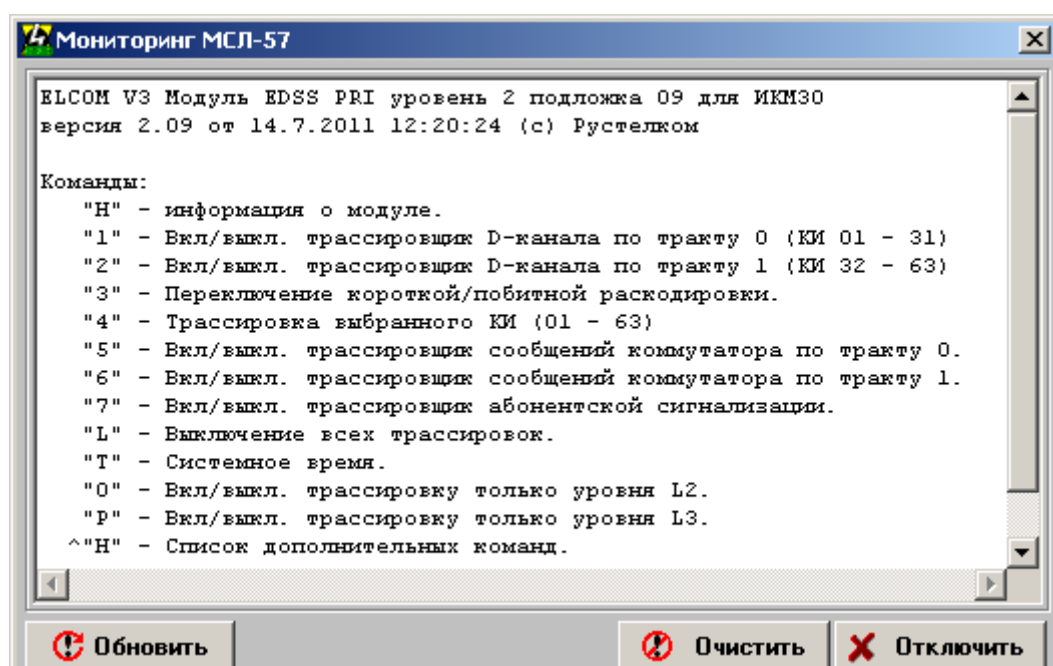 Мониторинг МСЛ-57
ELCOM V3 Модуль EDSS PRI уровень 2 подложка 09 для ИКМ30
версия 2.09 от 14.7.2011 12:20:24 (c) Рустелком
Команды:
"H" - информация о модуле.
"1" - Вкл/выкл. трассировщик D-канала по тракту 0 (КИ 01 - 31)
"2" - Вкл/выкл. трассировщик D-канала по тракту 1 (КИ 32 - 63)
"3" - Переключение короткой/побитной раскодировки.
"4" - Трассировка выбранного КИ (01 - 63)
"5" - Вкл/выкл. трассировщик сообщений коммутатора по тракту 0.
"6" - Вкл/выкл. трассировщик сообщений коммутатора по тракту 1.
"7" - Вкл/выкл. трассировщик абонентской сигнализации.
"L" - Выключение всех трассировок.
"T" - Системное время.
"O" - Вкл/выкл. трассировку только уровня L2.
"P" - Вкл/выкл. трассировку только уровня L3.
^"H" - Список дополнительных команд.
Обновить Очистить Отключить